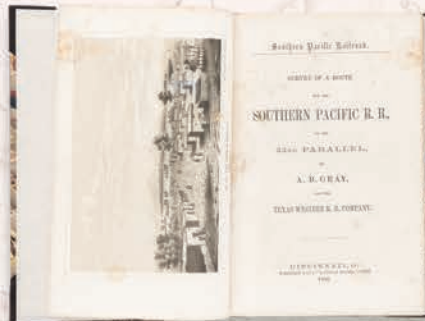 Southern Pacific Railroad.
SURVEY OF A ROUTE
FOR THE
SOUTHERN PACIFIC R. R.,
ON THE
32ND PARALLEL,
BY
A. B. GRAY,
FOR THE
TEXAS WESTERN R. R. COMPANY.
CINCINNATI, O.:
1856.